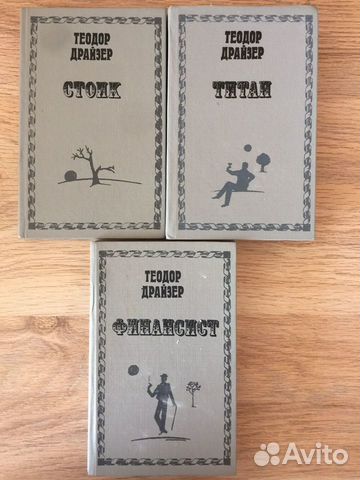 ТЕОДОР
ДРАЙЗЕР
СТОИК
ТЕОДОР
ДРАЙЗЕР
ТИТАН
ТЕОДОР
ДРАЙЗЕР
ФИНАНСИСТ
Avito